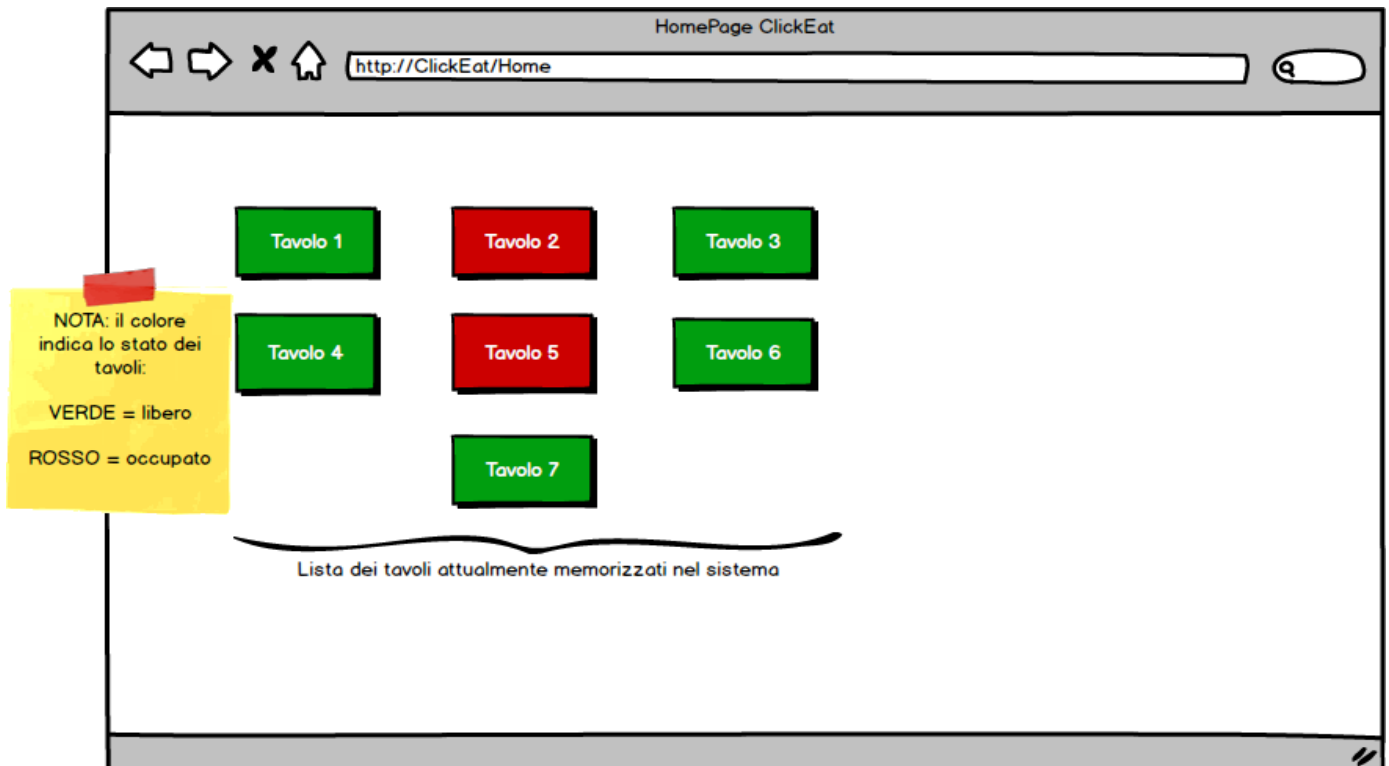 HomePage ClickEat
http://ClickEat/Home
Tavolo 1
Tavolo 2
Tavolo 3
NOTA: il colore
indica lo stato dei
tavoli:
VERDE = libero
ROSSO = occupato
Tavolo 4
Tavolo 5
Tavolo 6
Tavolo 7
Lista dei tavoli attualmente memorizzati nel sistema